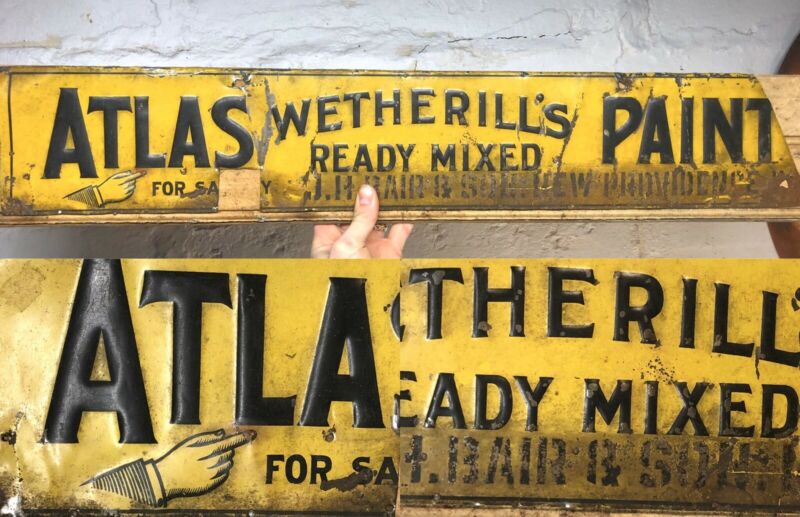 ATLAS WETHERILL'S PAINT
READY MIXED
FOR SA Y J.H. BAIR & SON. NEW PROVIDENCE
ATLA
FOR SA
THERILL'S
EADY MIXED
H. BAIR & SON.